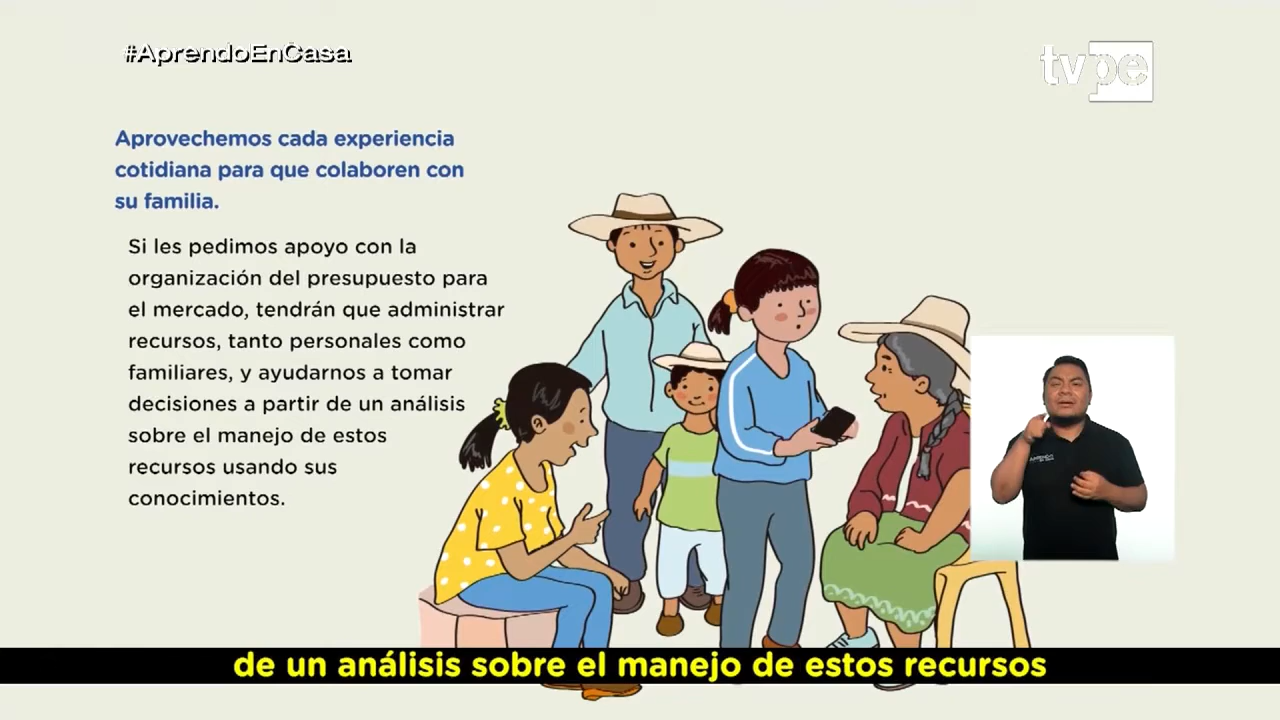 #AprendoEnCasa
tvpe
Aprovechemos cada experiencia
cotidiana para que colaboren con
su familia.
Si les pedimos apoyo con la
organización del presupuesto para
el mercado, tendrán que administrar
recursos, tanto personales como
familiares, y ayudarnos a tomar
decisiones a partir de un análisis
sobre el manejo de estos
recursos usando sus
conocimientos.
de un análisis sobre el manejo de estos recursos